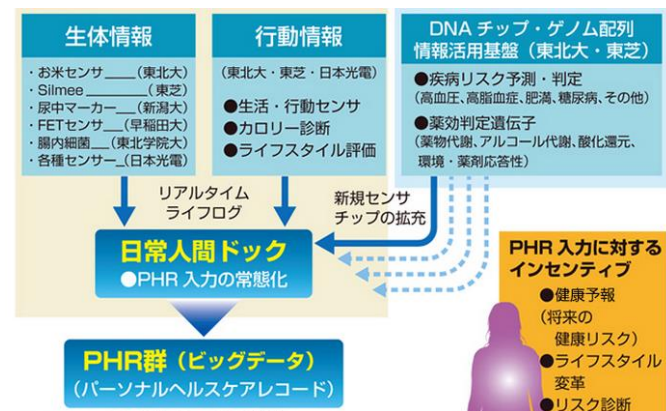 生体情報
・お米センサ____(東北大)
・Silmee__________(東芝)
・尿中マーカー__(新潟大)
・FETセンサ__(早稲田大)
・腸内細菌__(東北学院大)
・各種センサー_(日本光電)
行動情報
(東北大・東芝・日本光電)
●生活・行動センサ
●カロリー診断
●ライフスタイル評価
DNA チップ・ゲノム配列
情報活用基盤(東北大・東芝)
●疾病リスク予測・判定
(高血圧、高脂血症、肥満、糖尿病、その他)
●薬効判定遺伝子
(薬物代謝、アルコール代謝、酸化還元、
環境・薬剤応答性)
リアルタイム
ライフログ
新規センサ
チップの拡充
日常人間ドック
●PHR 入力の常態化
PHR群(ビッグデータ)
(パーソナルヘルスケアレコード)
PHR 入力に対する
インセンティブ
●健康予報
(将来の
健康リスク)
●ライフスタイル
変革
●リスク診断